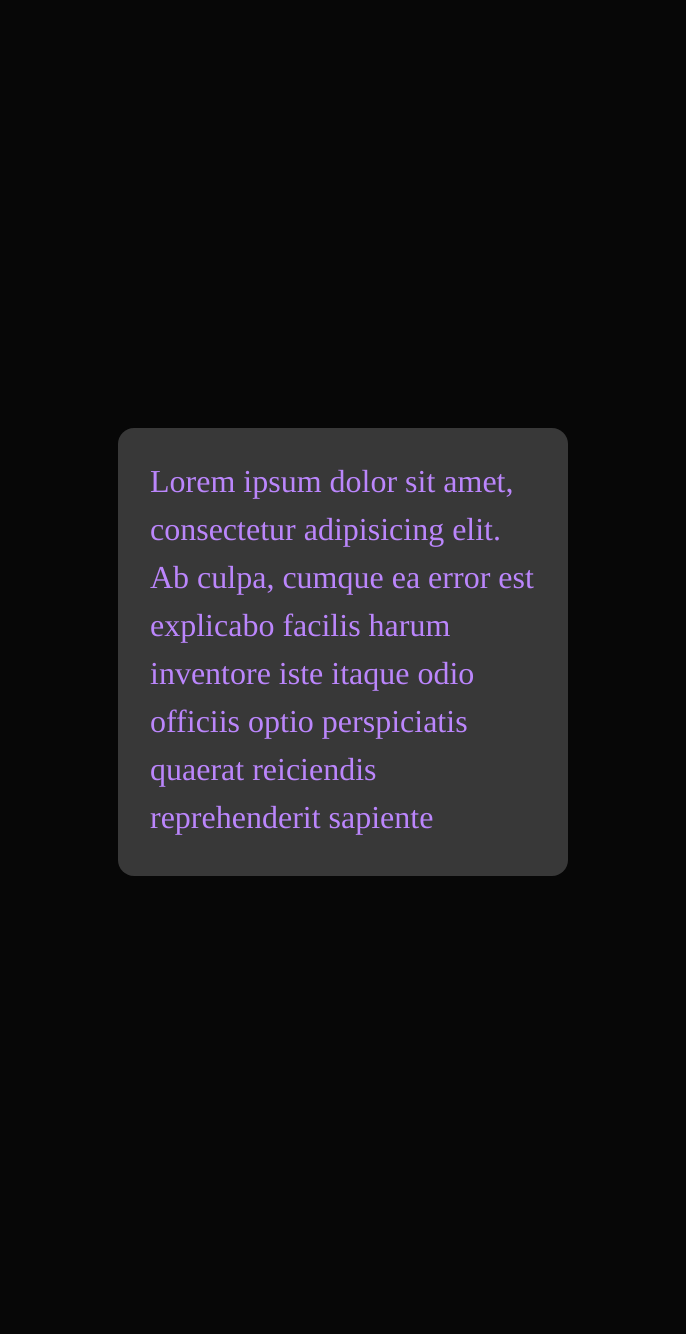 Lorem ipsum dolor sit amet,
consectetur adipisicing elit.
Ab culpa, cumque ea error est
explicabo facilis harum
inventore iste itaque odio
officiis optio perspiciatis
quaerat reiciendis
reprehenderit sapiente